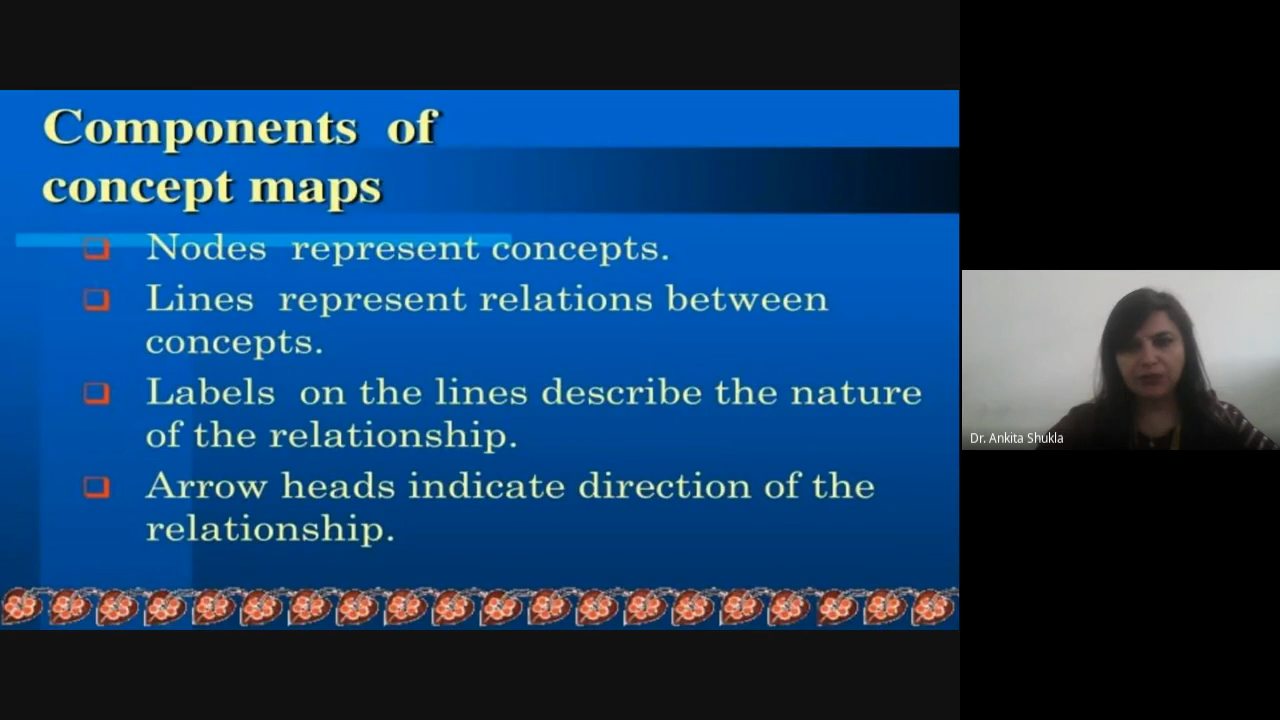 Components of
concept maps
Nodes represent concepts.
Lines represent relations between
concepts.
Labels on the lines describe the nature
of the relationship.
Arrow heads indicate direction of the
relationship.
Dr. Ankita Shukla